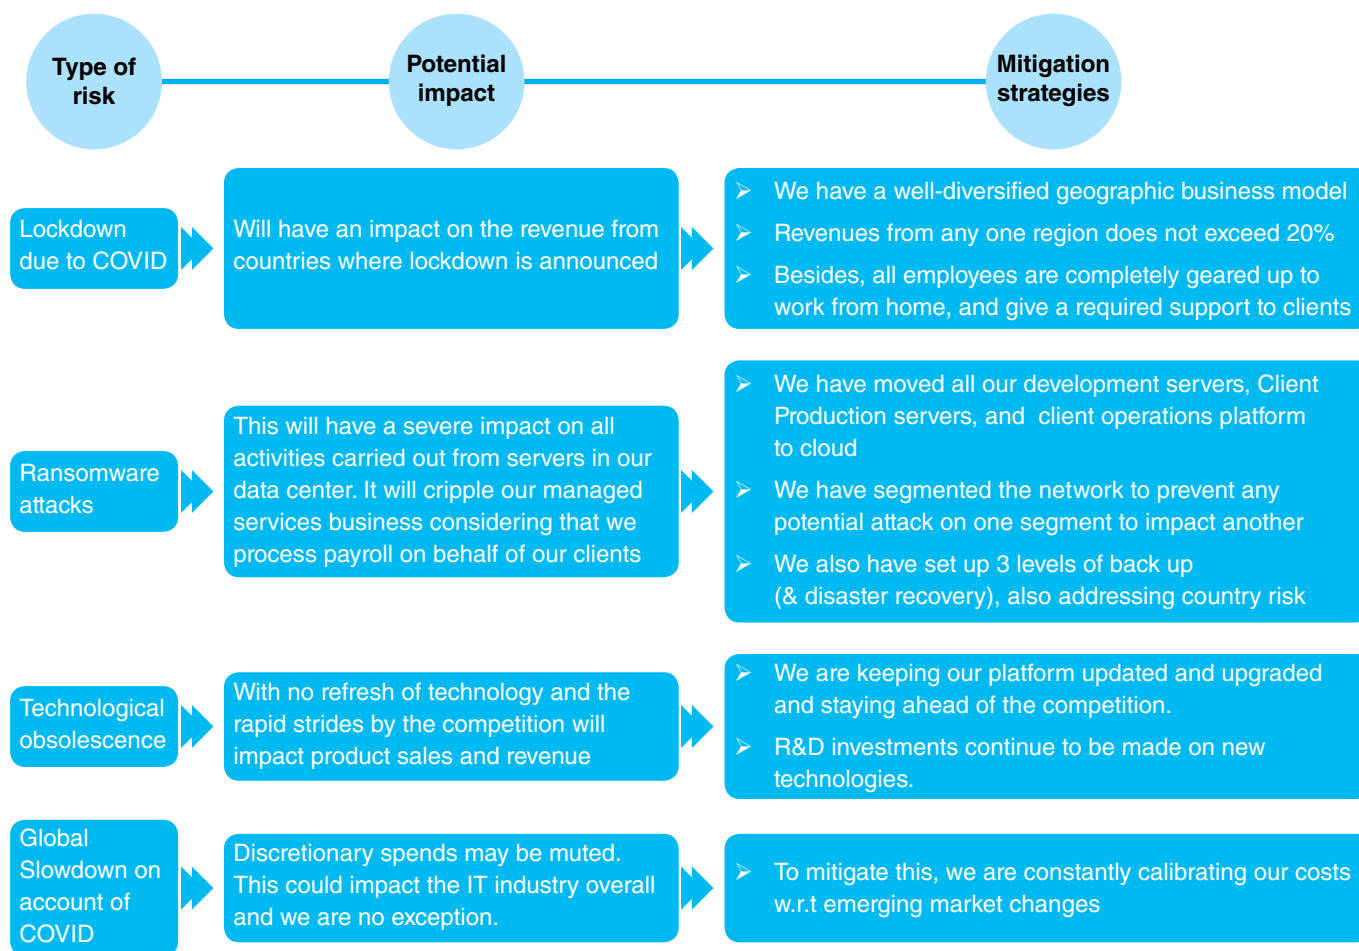 Type of
risk
Potential
impact
Mitigation
strategies
Lockdown
due to COVID
Will have an impact on the revenue from
countries where lockdown is announced
➢ We have a well-diversified geographic business model
➢ Revenues from any one region does not exceed 20%
➢ Besides, all employees are completely geared up to
work from home, and give a required support to clients
Ransomware
attacks
This will have a severe impact on all
activities carried out from servers in our
data center. It will cripple our managed
services business considering that we
process payroll on behalf of our clients
➢ We have moved all our development servers, Client
Production servers, and client operations platform
to cloud
➢ We have segmented the network to prevent any
potential attack on one segment to impact another
➢ We also have set up 3 levels of back up
(& disaster recovery), also addressing country risk
Technological
obsolescence
With no refresh of technology and the
rapid strides by the competition will
impact product sales and revenue
➢ We are keeping our platform updated and upgraded
and staying ahead of the competition.
➢ R&D investments continue to be made on new
technologies.
Global
Slowdown on
account of
COVID
Discretionary spends may be muted.
This could impact the IT industry overall
and we are no exception.
➢ To mitigate this, we are constantly calibrating our costs
w.r.t emerging market changes